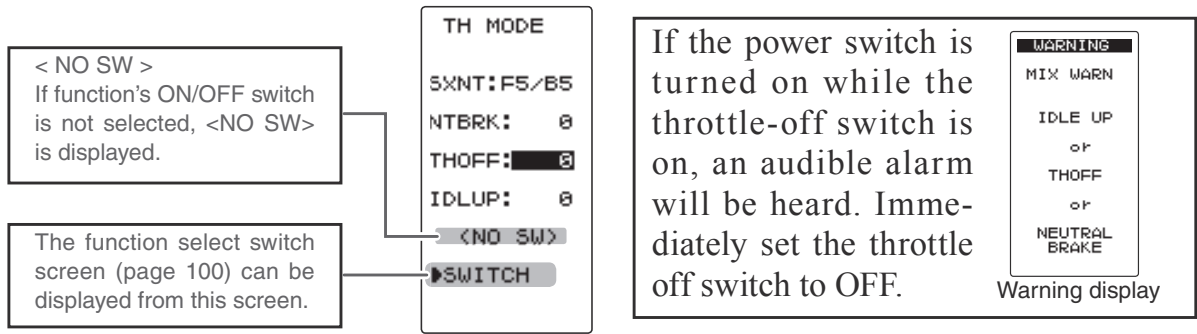 < NO SW >
If function's ON/OFF switch
is not selected, <NO SW>
is displayed.
The function select switch
screen (page 100) can be
displayed from this screen.
TH MODE
SXNT:F5/B5
NTBRK: 0
THOFF: 0
IDLUP: 0
<NO SW>
▶SWITCH
If the power switch is
turned on while the
throttle-off switch is
on, an audible alarm
will be heard. Imme-
diately set the throttle
off switch to OFF.
WARNING
MIX WARN
IDLE UP
or
THOFF
or
NEUTRAL
BRAKE
Warning display